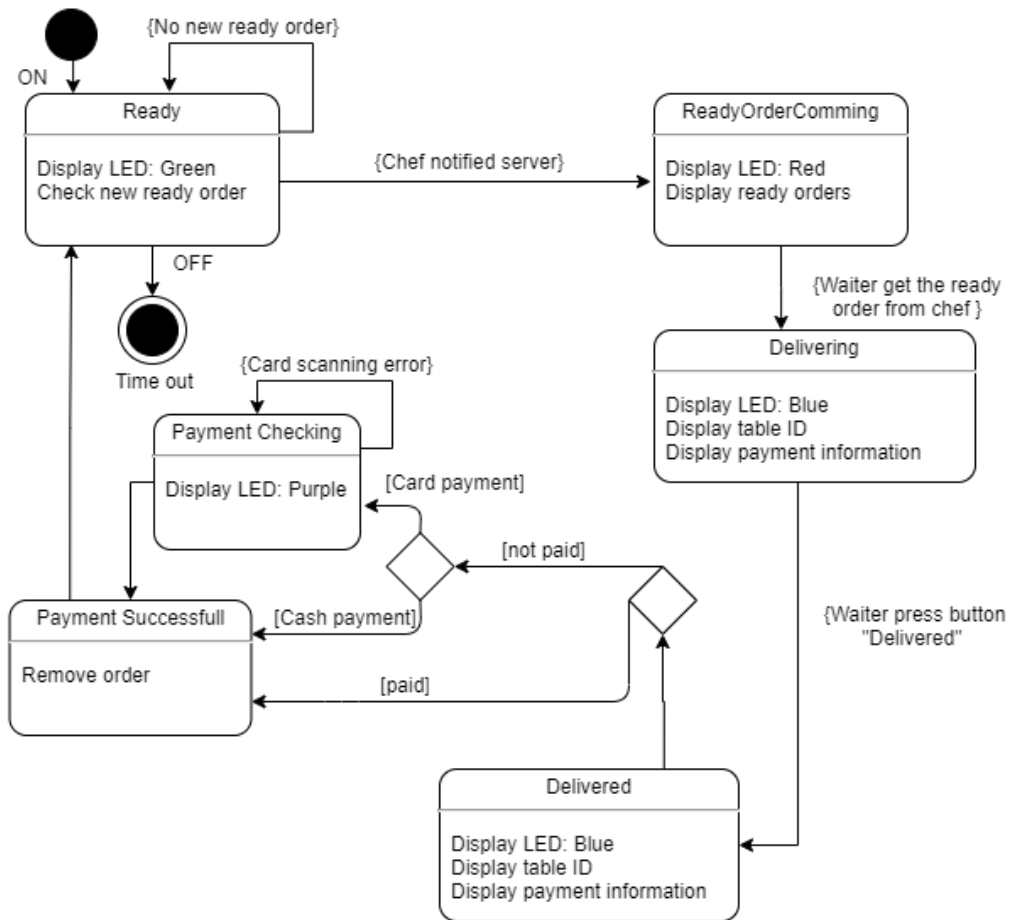 {No new ready order}
ON
Ready
Display LED: Green
Check new ready order
{Chef notified server}
ReadyOrderComming
Display LED: Red
Display ready orders
OFF
Time out
{Waiter get the ready
order from chef }
Delivering
Display LED: Blue
Display table ID
Display payment information
{Card scanning error}
Payment Checking
Display LED: Purple
[Card payment]
[not paid]
{Waiter press button
"Delivered"
[Cash payment]
Payment Successfull
Remove order
[paid]
Delivered
Display LED: Blue
Display table ID
Display payment information